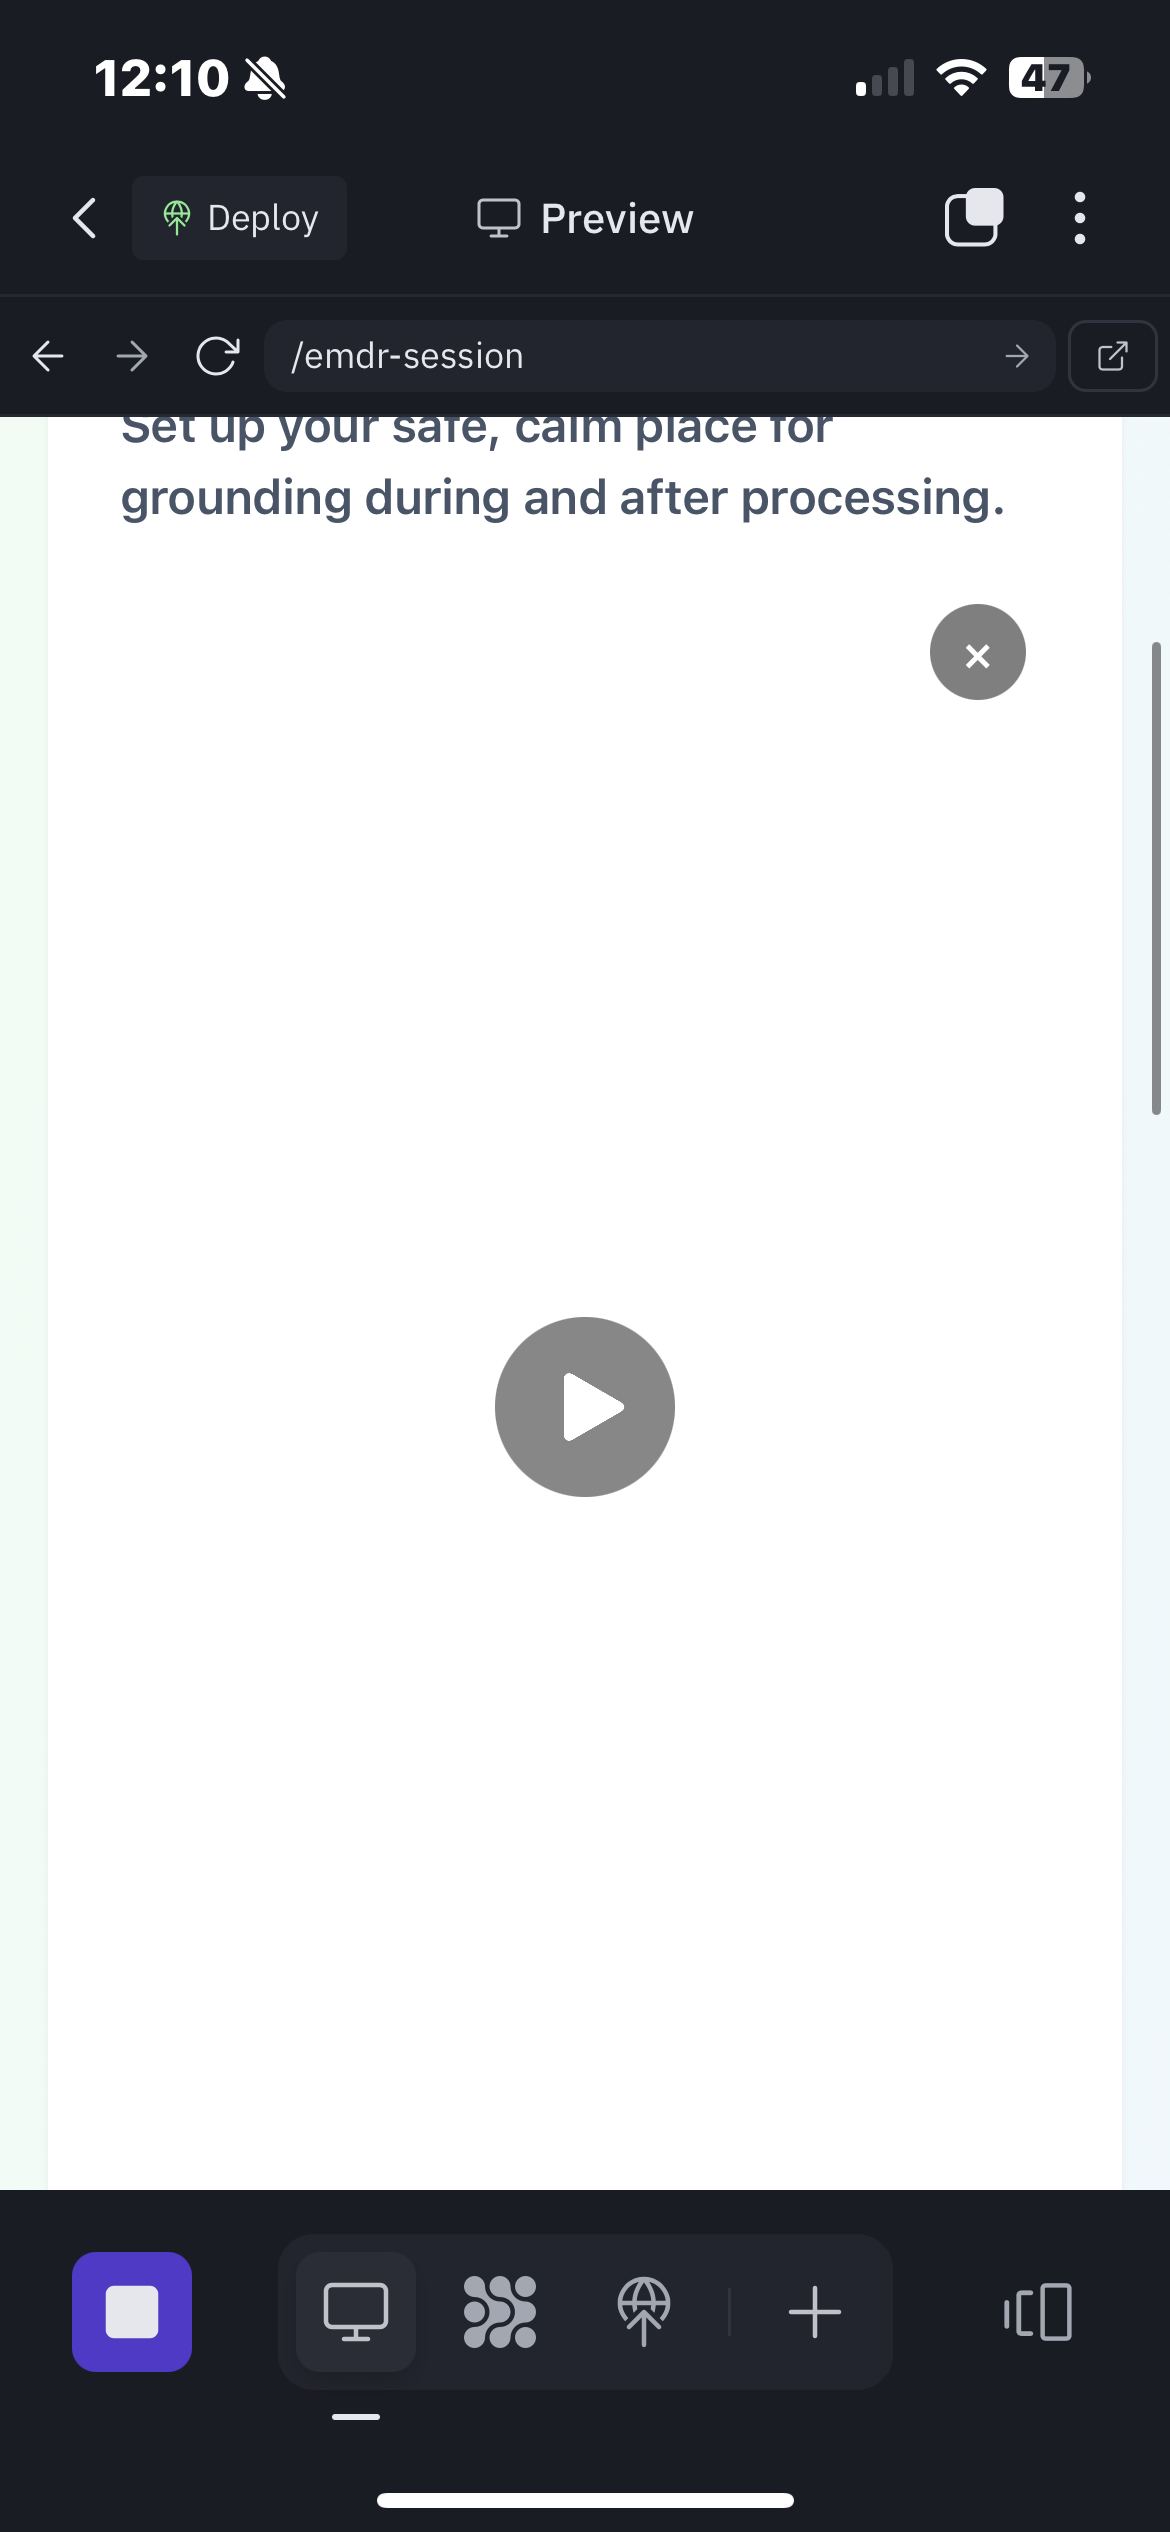 12:10
47
Deploy
Preview
/emdr-session
Set up your safe, calm place for
grounding during and after processing.